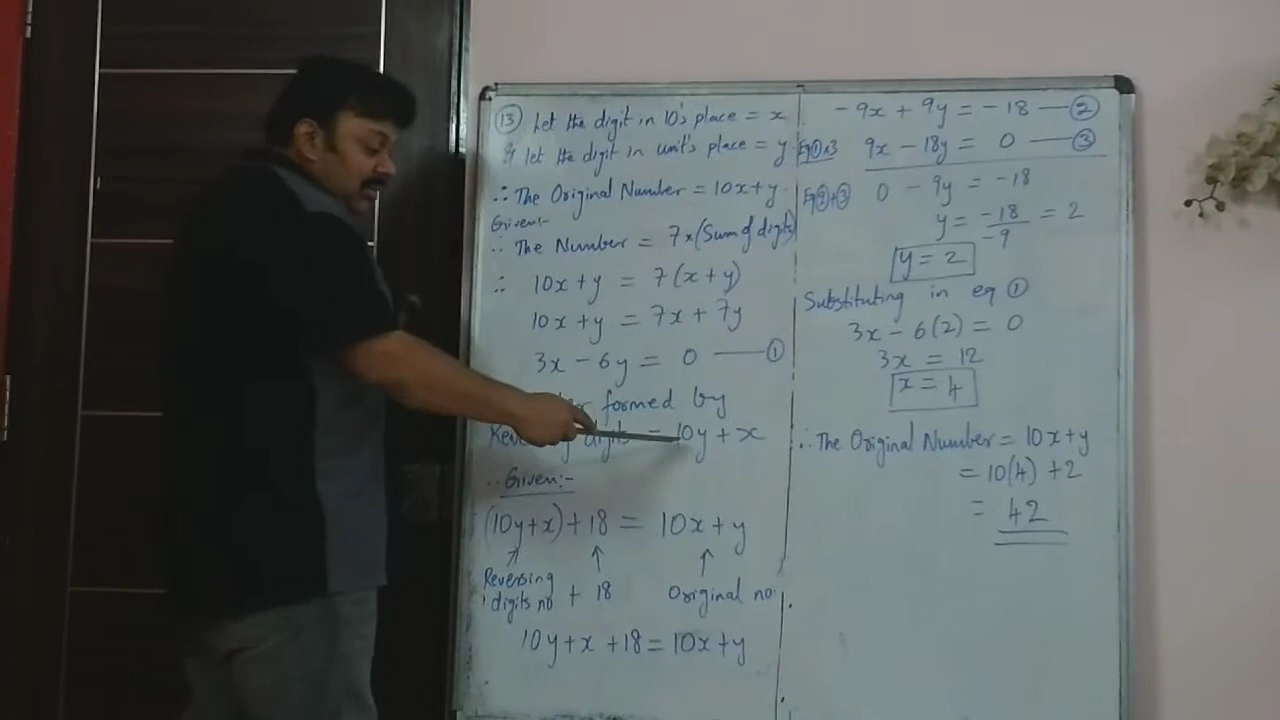 ⑬ Let the digit in 10's place = x
& let the digit in unit's place = y
∴ The Original Number = 10x+y
Given:-
∴ The Number = 7×(Sum of digits)
∴ 10x+y = 7(x+y)
10x+y = 7x+7y
3x-6y = 0 — ①
formed by
digits = 10y+x
∴ Given:-
(10y+x)+18 = 10x+y
Reversing digits no + 18 Original no.
10y+x+18=10x+y
-9x+9y=-18 — ②
Eq①×3 9x-18y= 0 — ③
Eq②+③ 0 - 9y = -18
y = -18/-9 = 2
y = 2
Substituting in eq ①
3x-6(2) = 0
3x = 12
x = 4
∴ The Original Number = 10x+y
= 10(4) +2
= 42